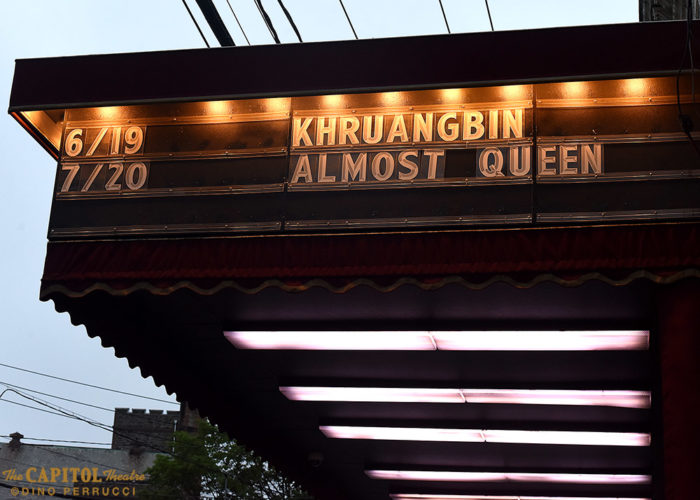 6/19 KHRUANGBIN
7/20 ALMOST QUEEN
The CAPITOL Theatre
©DINO PERRUCCI